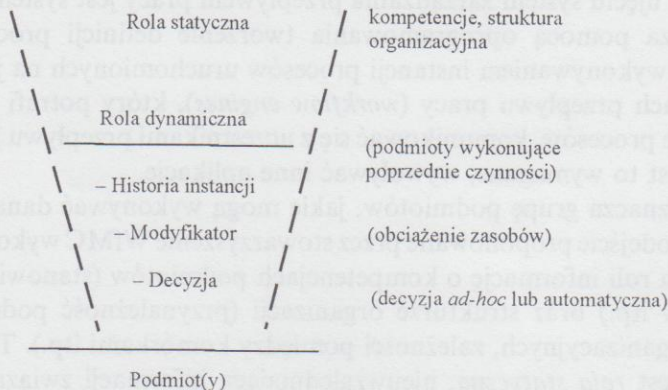 Rola statyczna
kompetencje, struktura
organizacyjna
Rola dynamiczna
(podmioty wykonujące
poprzednie czynności)
– Historia instancji
– Modyfikator
(obciążenie zasobów)
– Decyzja
(decyzja ad-hoc lub automatyczna)
Podmiot(y)